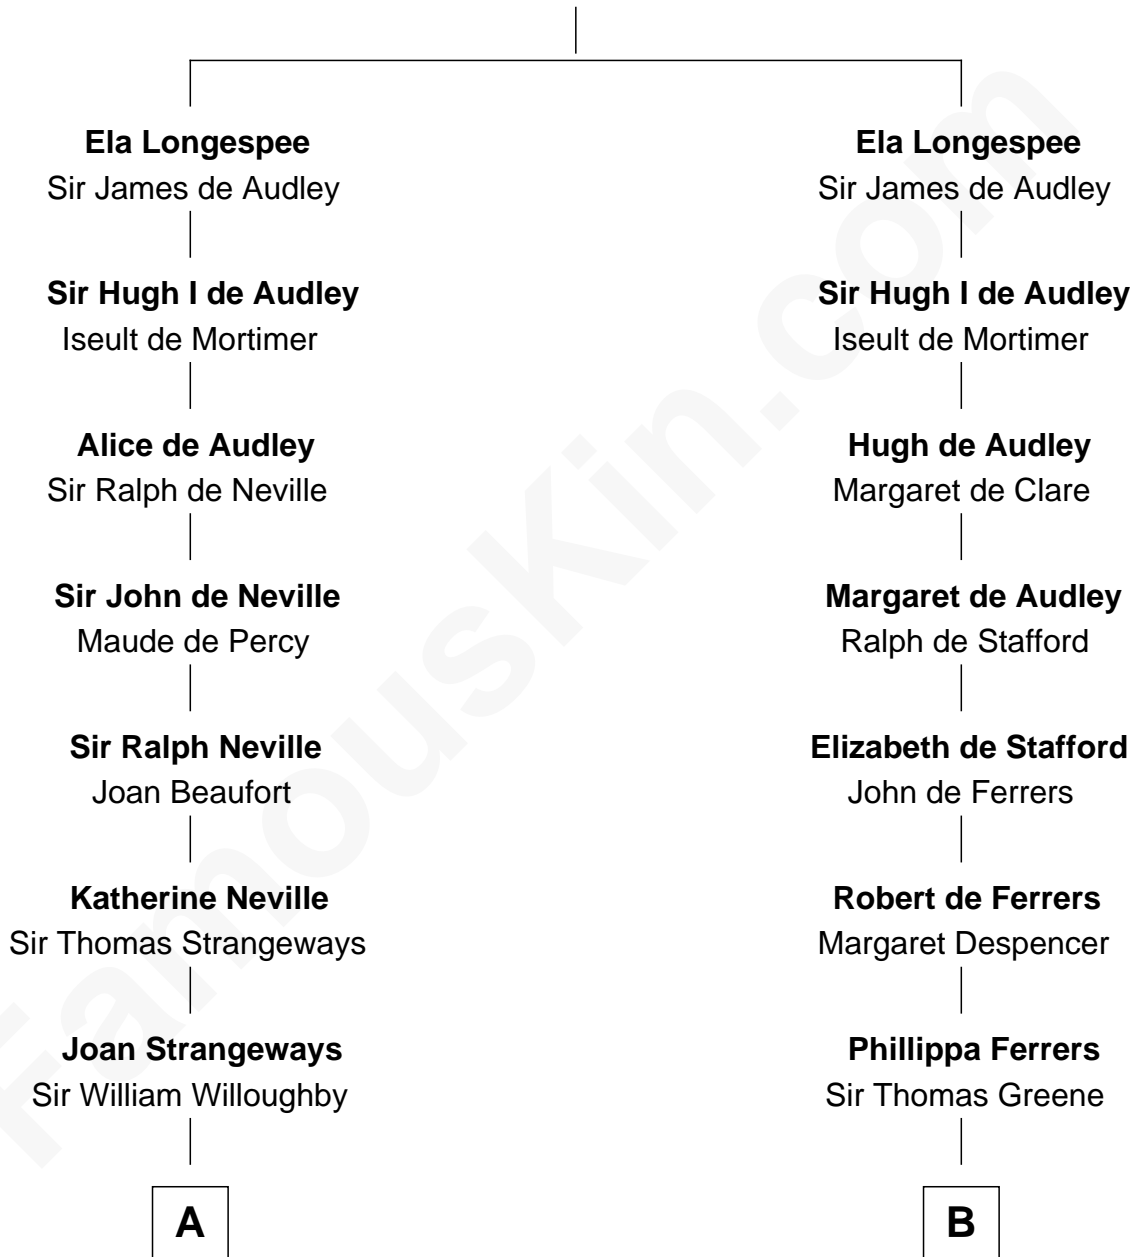 Ela Longespee
Sir James de Audley
Sir Hugh I de Audley
Iseult de Mortimer
Alice de Audley
Sir Ralph de Neville
Sir John de Neville
Maude de Percy
Sir Ralph Neville
Joan Beaufort
Katherine Neville
Sir Thomas Strangeways
Joan Strangeways
Sir William Willoughby
A
Ela Longespee
Sir James de Audley
Sir Hugh I de Audley
Iseult de Mortimer
Hugh de Audley
Margaret de Clare
Margaret de Audley
Ralph de Stafford
Elizabeth de Stafford
John de Ferrers
Robert de Ferrers
Margaret Despencer
Phillippa Ferrers
Sir Thomas Greene
B
FamousKin.com